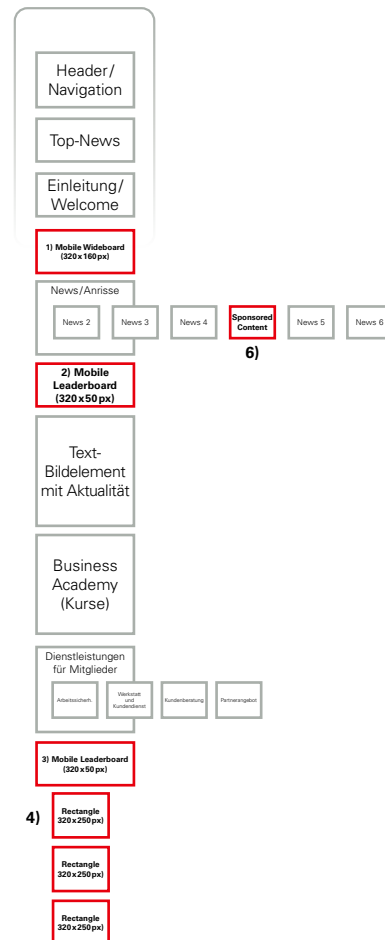 Header/
Navigation
Top-News
Einleitung/
Welcome
1) Mobile Wideboard
(320x160px)
News/Anrisse
News 2
News 3
News 4
Sponsored
Content
News 5
News 6
6)
2) Mobile
Leaderboard
(320x50px)
Text-
Bildelement
mit Aktualität
Business
Academy
(Kurse)
Dienstleistungen
für Mitglieder
Arbeitssicherh.
Werkstatt
und
Kundendienst
Kundenberatung
Partnerangebot
3) Mobile Leaderboard
(320x50px)
4)
Rectangle
320x250px)
Rectangle
320x250px)
Rectangle
320x250px)